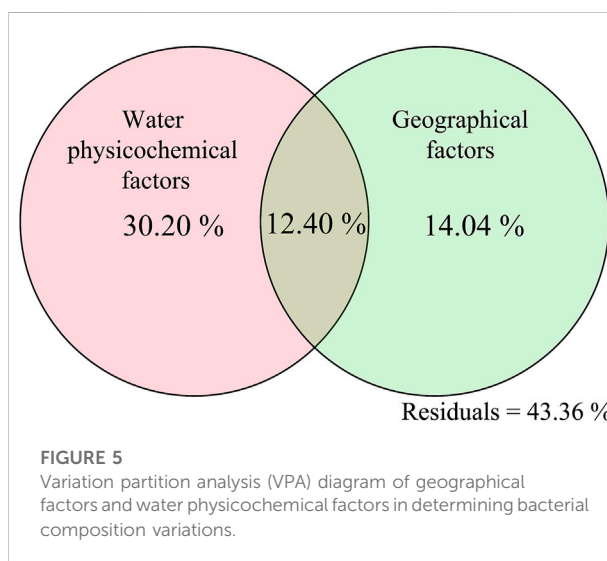 Water
physicochemical
factors
30.20 %
12.40 %
Geographical
factors
14.04 %
Residuals = 43.36 %
FIGURE 5
Variation partition analysis (VPA) diagram of geographical
factors and water physicochemical factors in determining bacterial
composition variations.